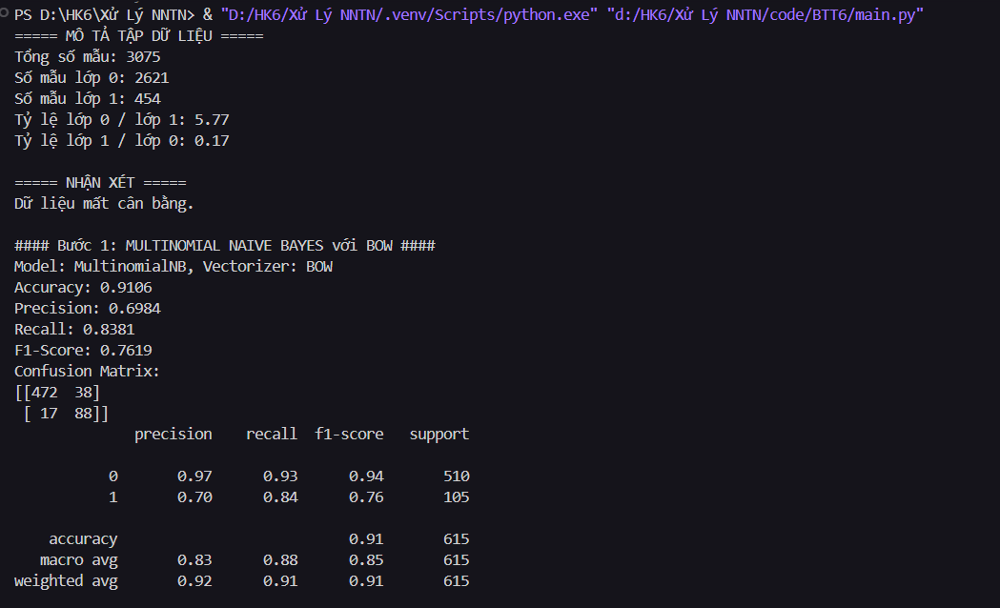 PS D:\HK6\Xử Lý NNTN> & "D:/HK6/Xử Lý NNTN/.venv/Scripts/python.exe" "d:/HK6/Xử Lý NNTN/code/BTT6/main.py"
===== MÔ TẢ TẬP DỮ LIỆU =====
Tổng số mẫu: 3075
Số mẫu lớp 0: 2621
Số mẫu lớp 1: 454
Tỷ lệ lớp 0 / lớp 1: 5.77
Tỷ lệ lớp 1 / lớp 0: 0.17

===== NHẬN XÉT =====
Dữ liệu mất cân bằng.

#### Bước 1: MULTINOMIAL NAIVE BAYES với BOW ####
Model: MultinomialNB, Vectorizer: BOW
Accuracy: 0.9106
Precision: 0.6984
Recall: 0.8381
F1-Score: 0.7619
Confusion Matrix:
[[472  38]
 [ 17  88]]
              precision    recall  f1-score   support

           0       0.97      0.93      0.94       510
           1       0.70      0.84      0.76       105

    accuracy                           0.91       615
   macro avg       0.83      0.88      0.85       615
weighted avg       0.92      0.91      0.91       615